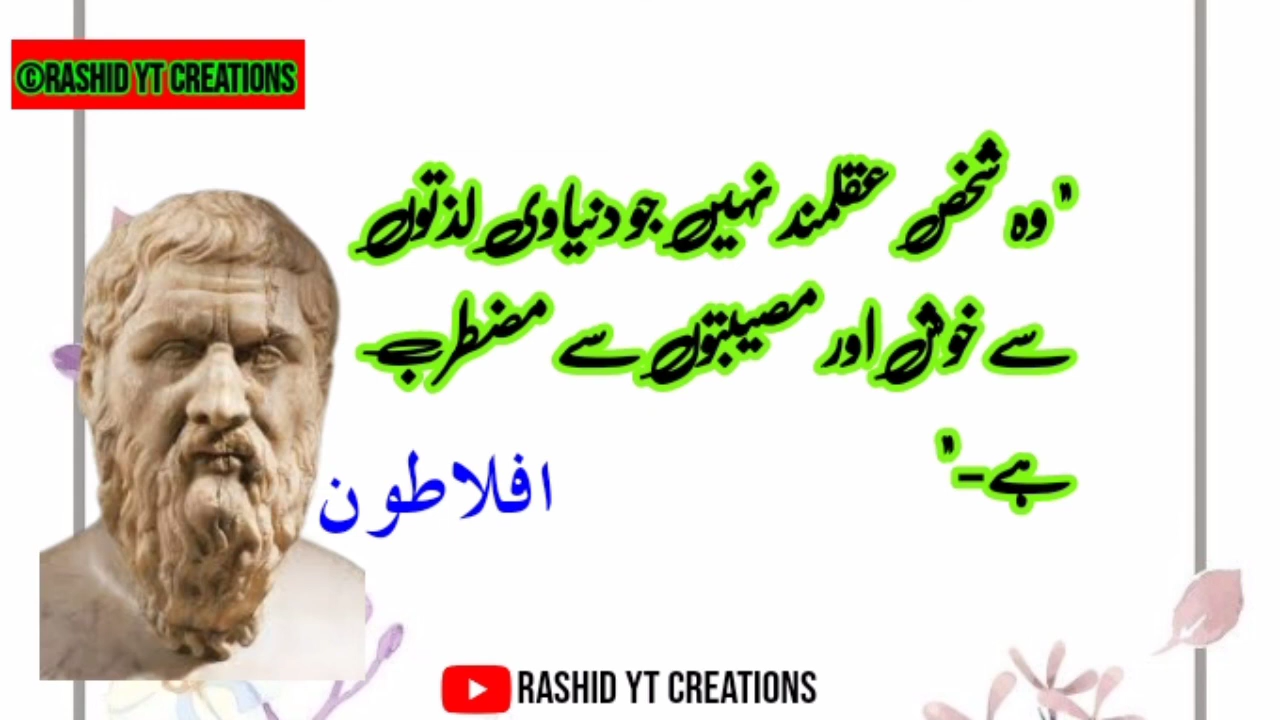 ©RASHID YT CREATIONS
"وہ شخص عقلمند نہیں جو دنیاوی لذتوں
سے خوش اور مصیبتوں سے مضطرب
ہے۔"
افلاطون
RASHID YT CREATIONS